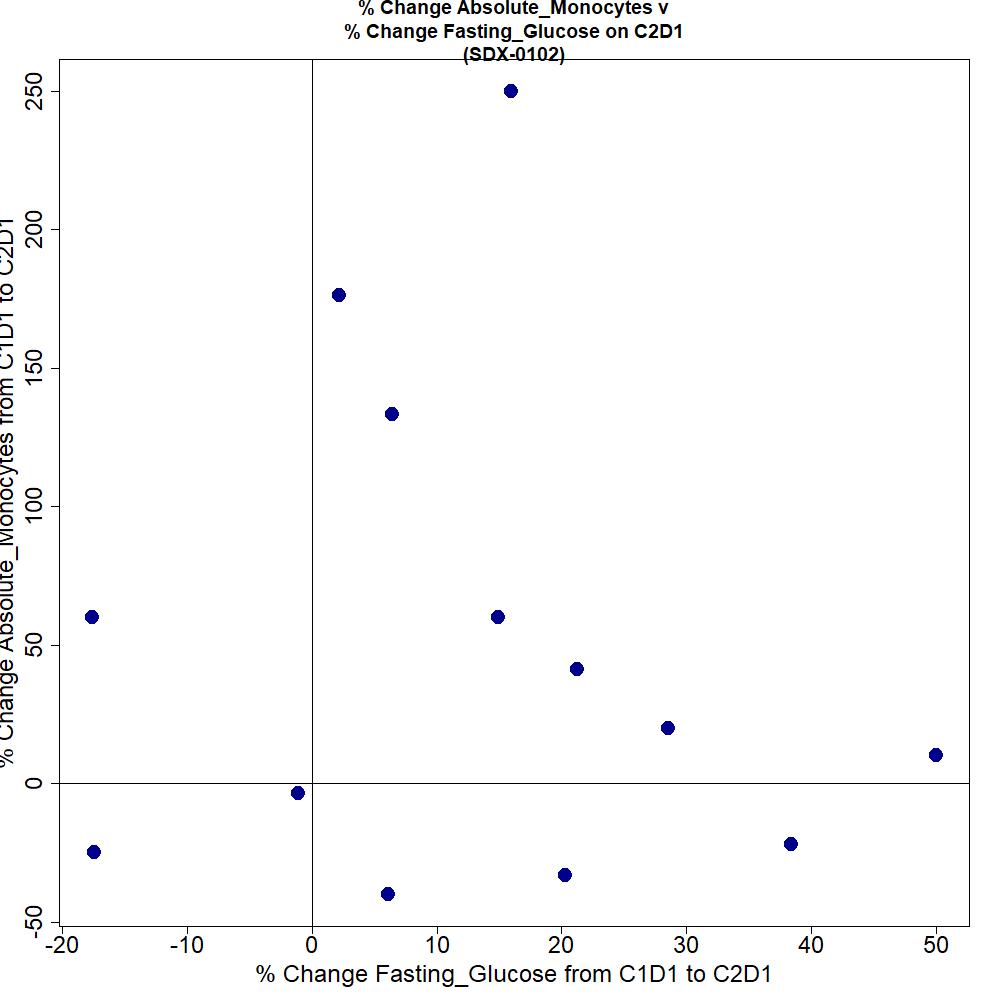 % Change Absolute_Monocytes v
% Change Fasting_Glucose on C2D1
(SDX-0102)
% Change Absolute_Monocytes from C1D1 to C2D1
250
200
150
100
50
0
-50
-20 -10 0 10 20 30 40 50
% Change Fasting_Glucose from C1D1 to C2D1